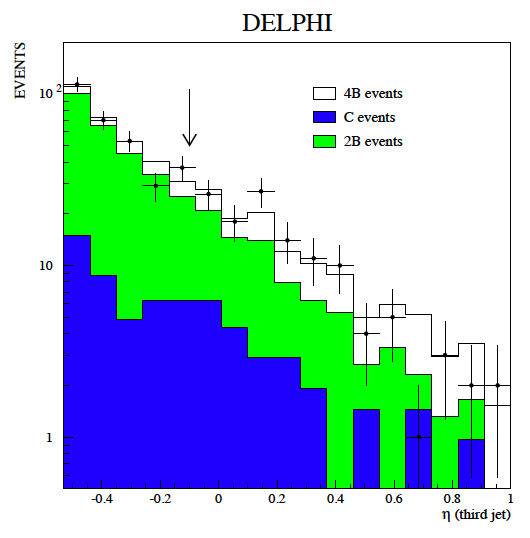 DELPHI
EVENTS
10²
10
1
4B events
C events
2B events
-0.4 -0.2 0 0.2 0.4 0.6 0.8 1
η (third jet)